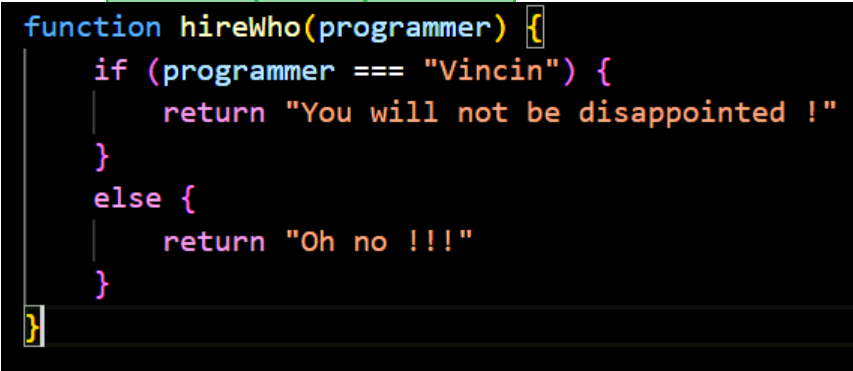 function hireWho(programmer) {
if (programmer === "Vincin") {
return "You will not be disappointed !"
}
else {
return "Oh no !!!"
}
}